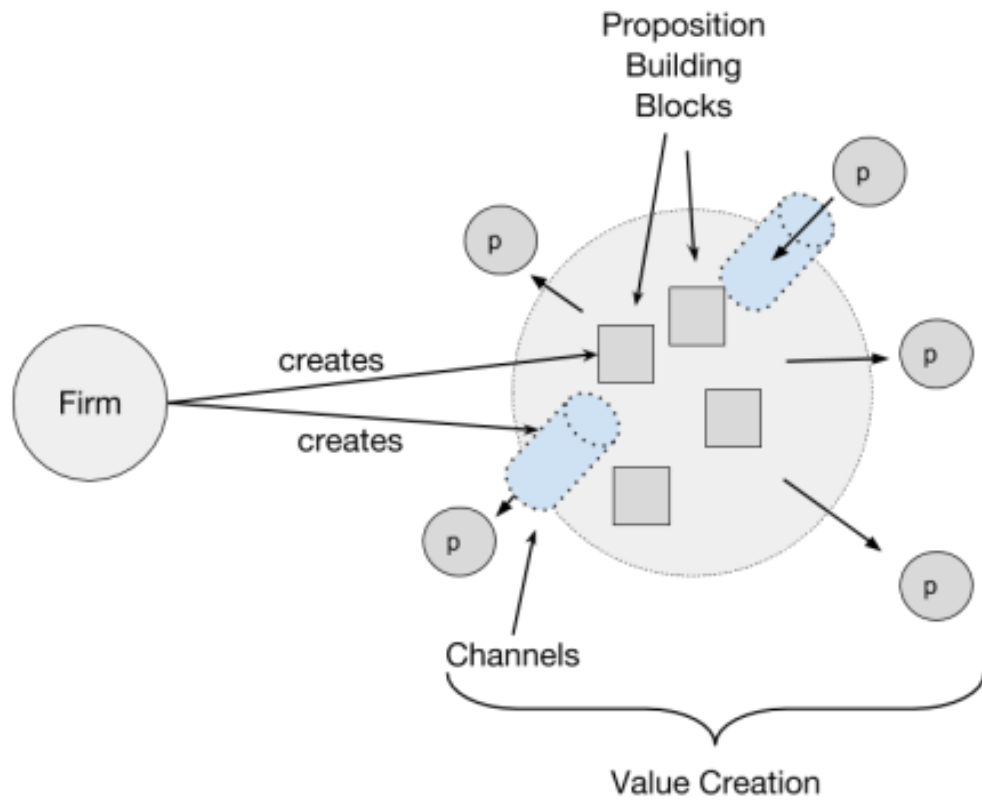 Proposition
Building
Blocks
p
p
creates
p
Firm
creates
p
p
Channels
Value Creation